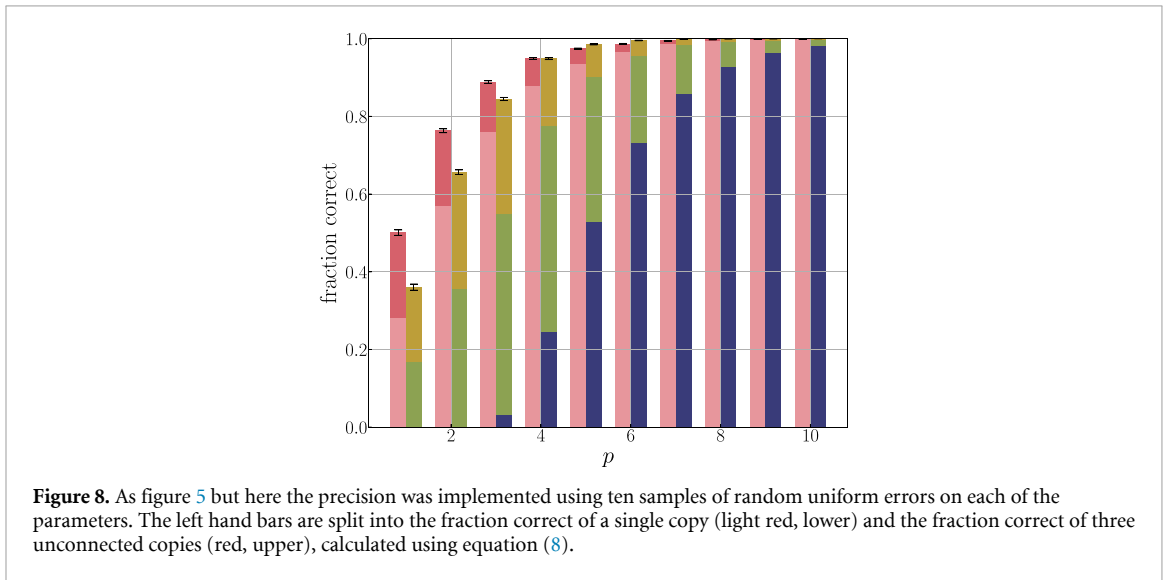 1.0
0.8
0.6
0.4
0.2
0.0
fraction correct
2 4 6 8 10
p
Figure 8. As figure 5 but here the precision was implemented using ten samples of random uniform errors on each of the
parameters. The left hand bars are split into the fraction correct of a single copy (light red, lower) and the fraction correct of three
unconnected copies (red, upper), calculated using equation (8).